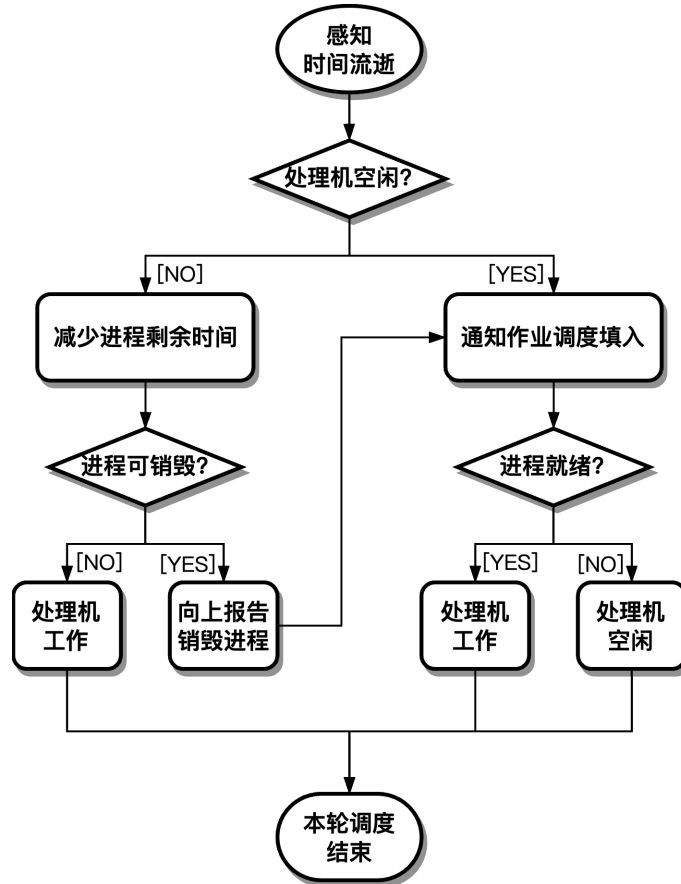 感知
时间流逝
处理机空闲?
[NO]
[YES]
减少进程剩余时间
通知作业调度填入
进程可销毁?
进程就绪?
[NO]
[YES]
[YES]
[NO]
处理机
工作
向上报告
销毁进程
处理机
工作
处理机
空闲
本轮调度
结束